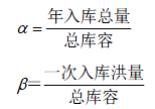 α = 年入库总量
总库容
β= 一次入库洪量
总库容